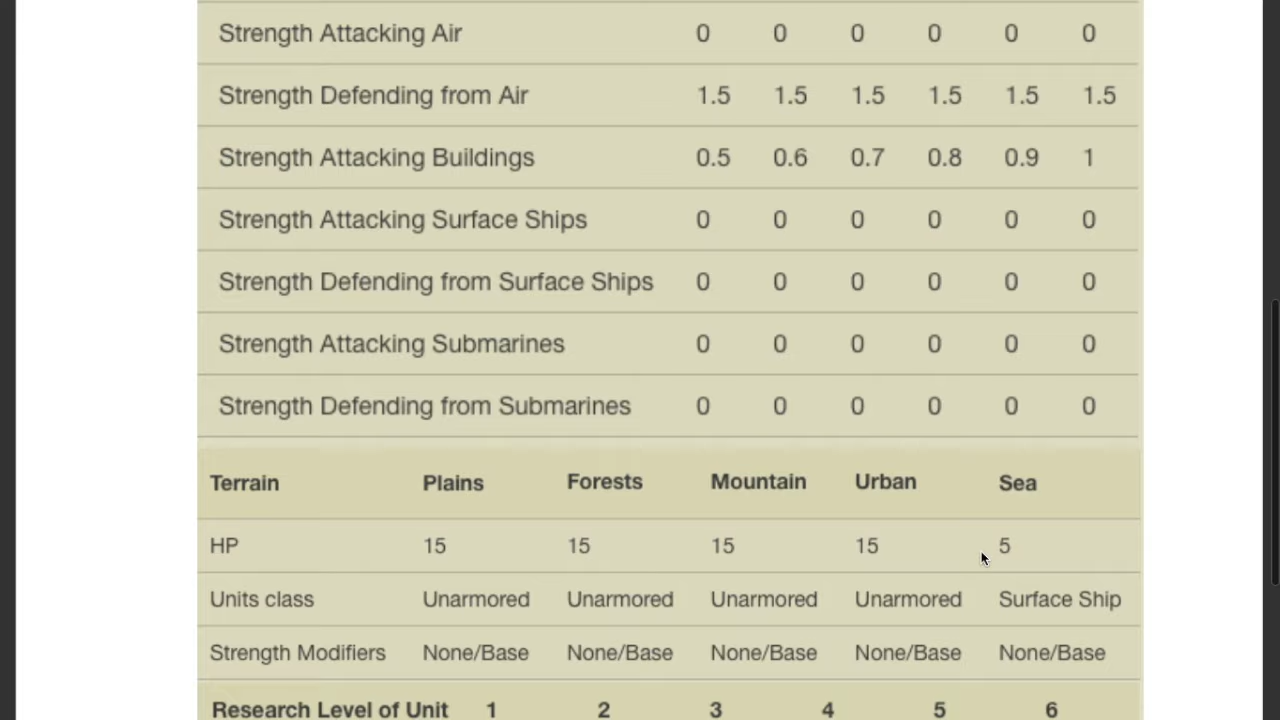 Strength Attacking Air 0 0 0 0 0 0
Strength Defending from Air 1.5 1.5 1.5 1.5 1.5 1.5
Strength Attacking Buildings 0.5 0.6 0.7 0.8 0.9 1
Strength Attacking Surface Ships 0 0 0 0 0 0
Strength Defending from Surface Ships 0 0 0 0 0 0
Strength Attacking Submarines 0 0 0 0 0 0
Strength Defending from Submarines 0 0 0 0 0 0
Terrain Plains Forests Mountain Urban Sea
HP 15 15 15 15 5
Units class Unarmored Unarmored Unarmored Unarmored Surface Ship
Strength Modifiers None/Base None/Base None/Base None/Base None/Base
Research Level of Unit 1 2 3 4 5 6